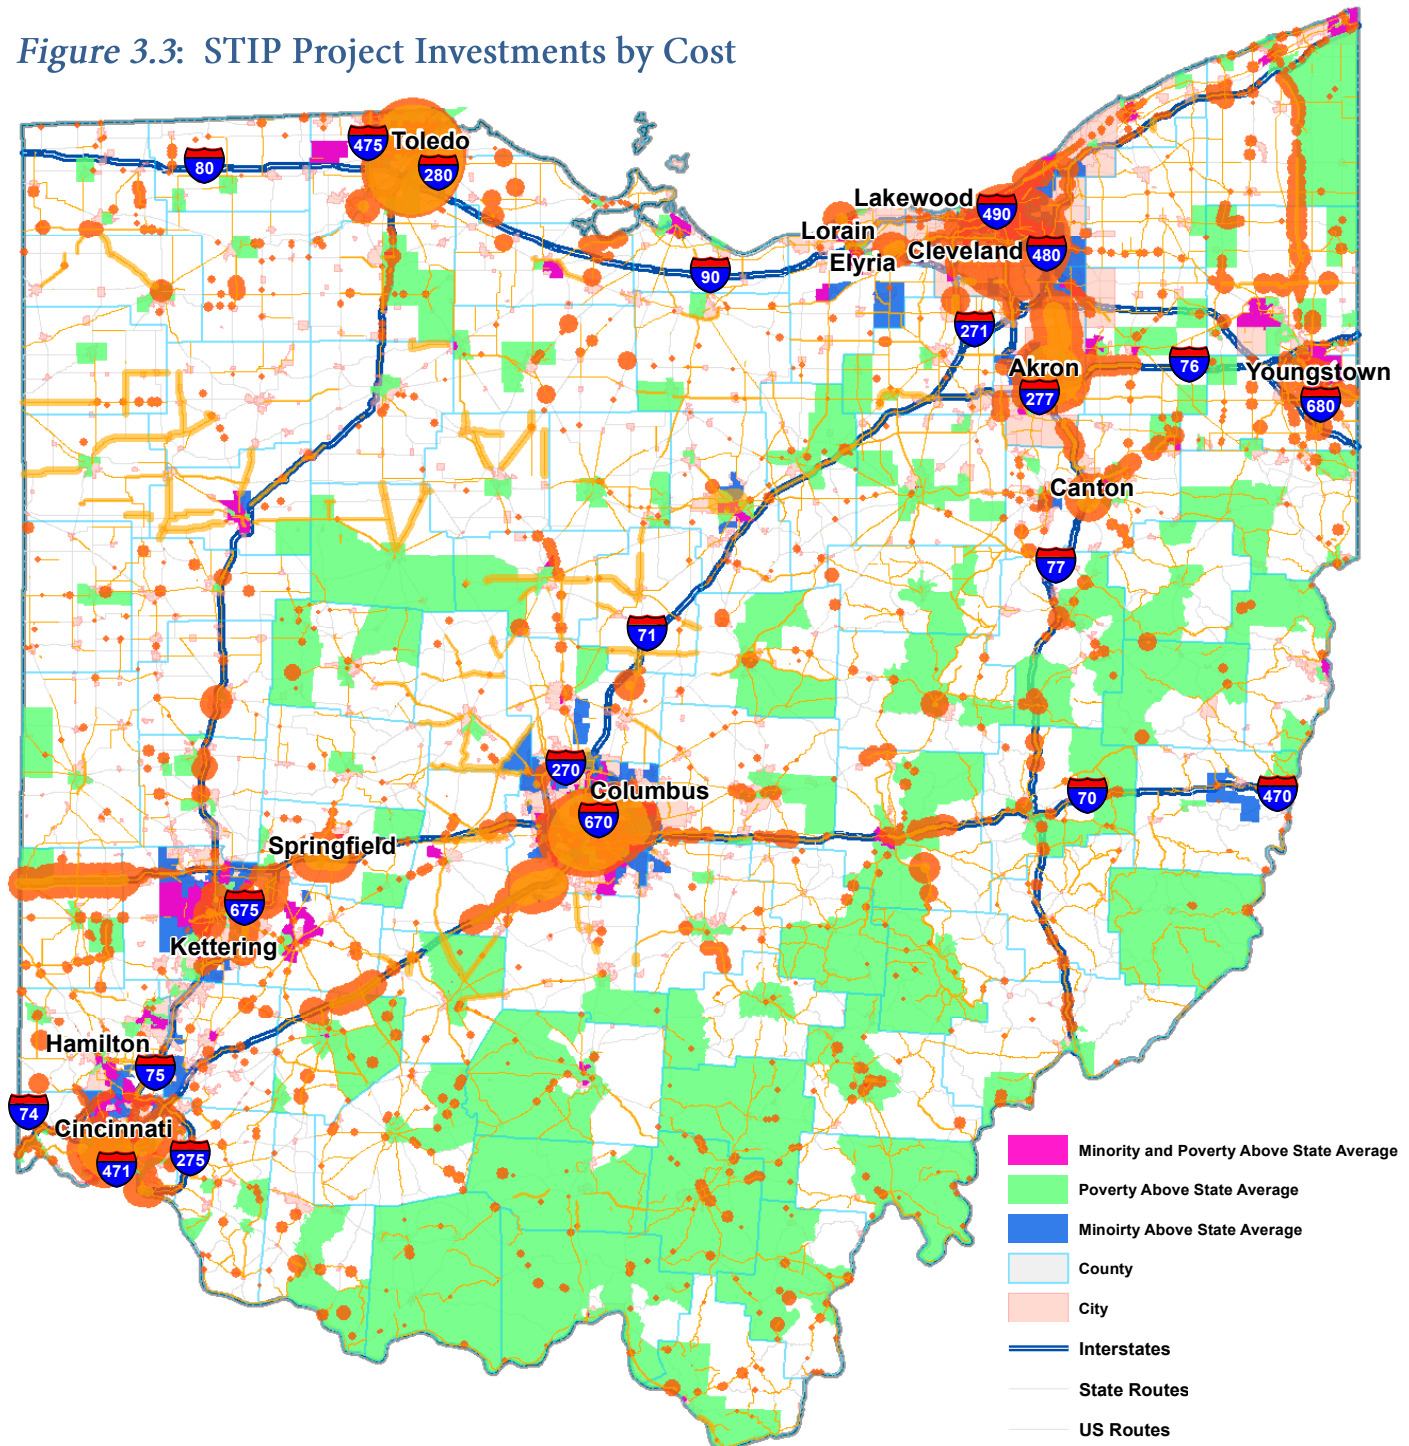 Figure 3.3: STIP Project Investments by Cost
475
Toledo
80
280
Lakewood
490
Lorain
Cleveland
480
Elyria
90
271
Akron
76
Youngstown
277
680
Canton
77
71
270
Columbus
70
470
670
Springfield
675
Kettering
Hamilton
75
74
Cincinnati
471
275
Minority and Poverty Above State Average
Poverty Above State Average
Minoirty Above State Average
County
City
Interstates
State Routes
US Routes